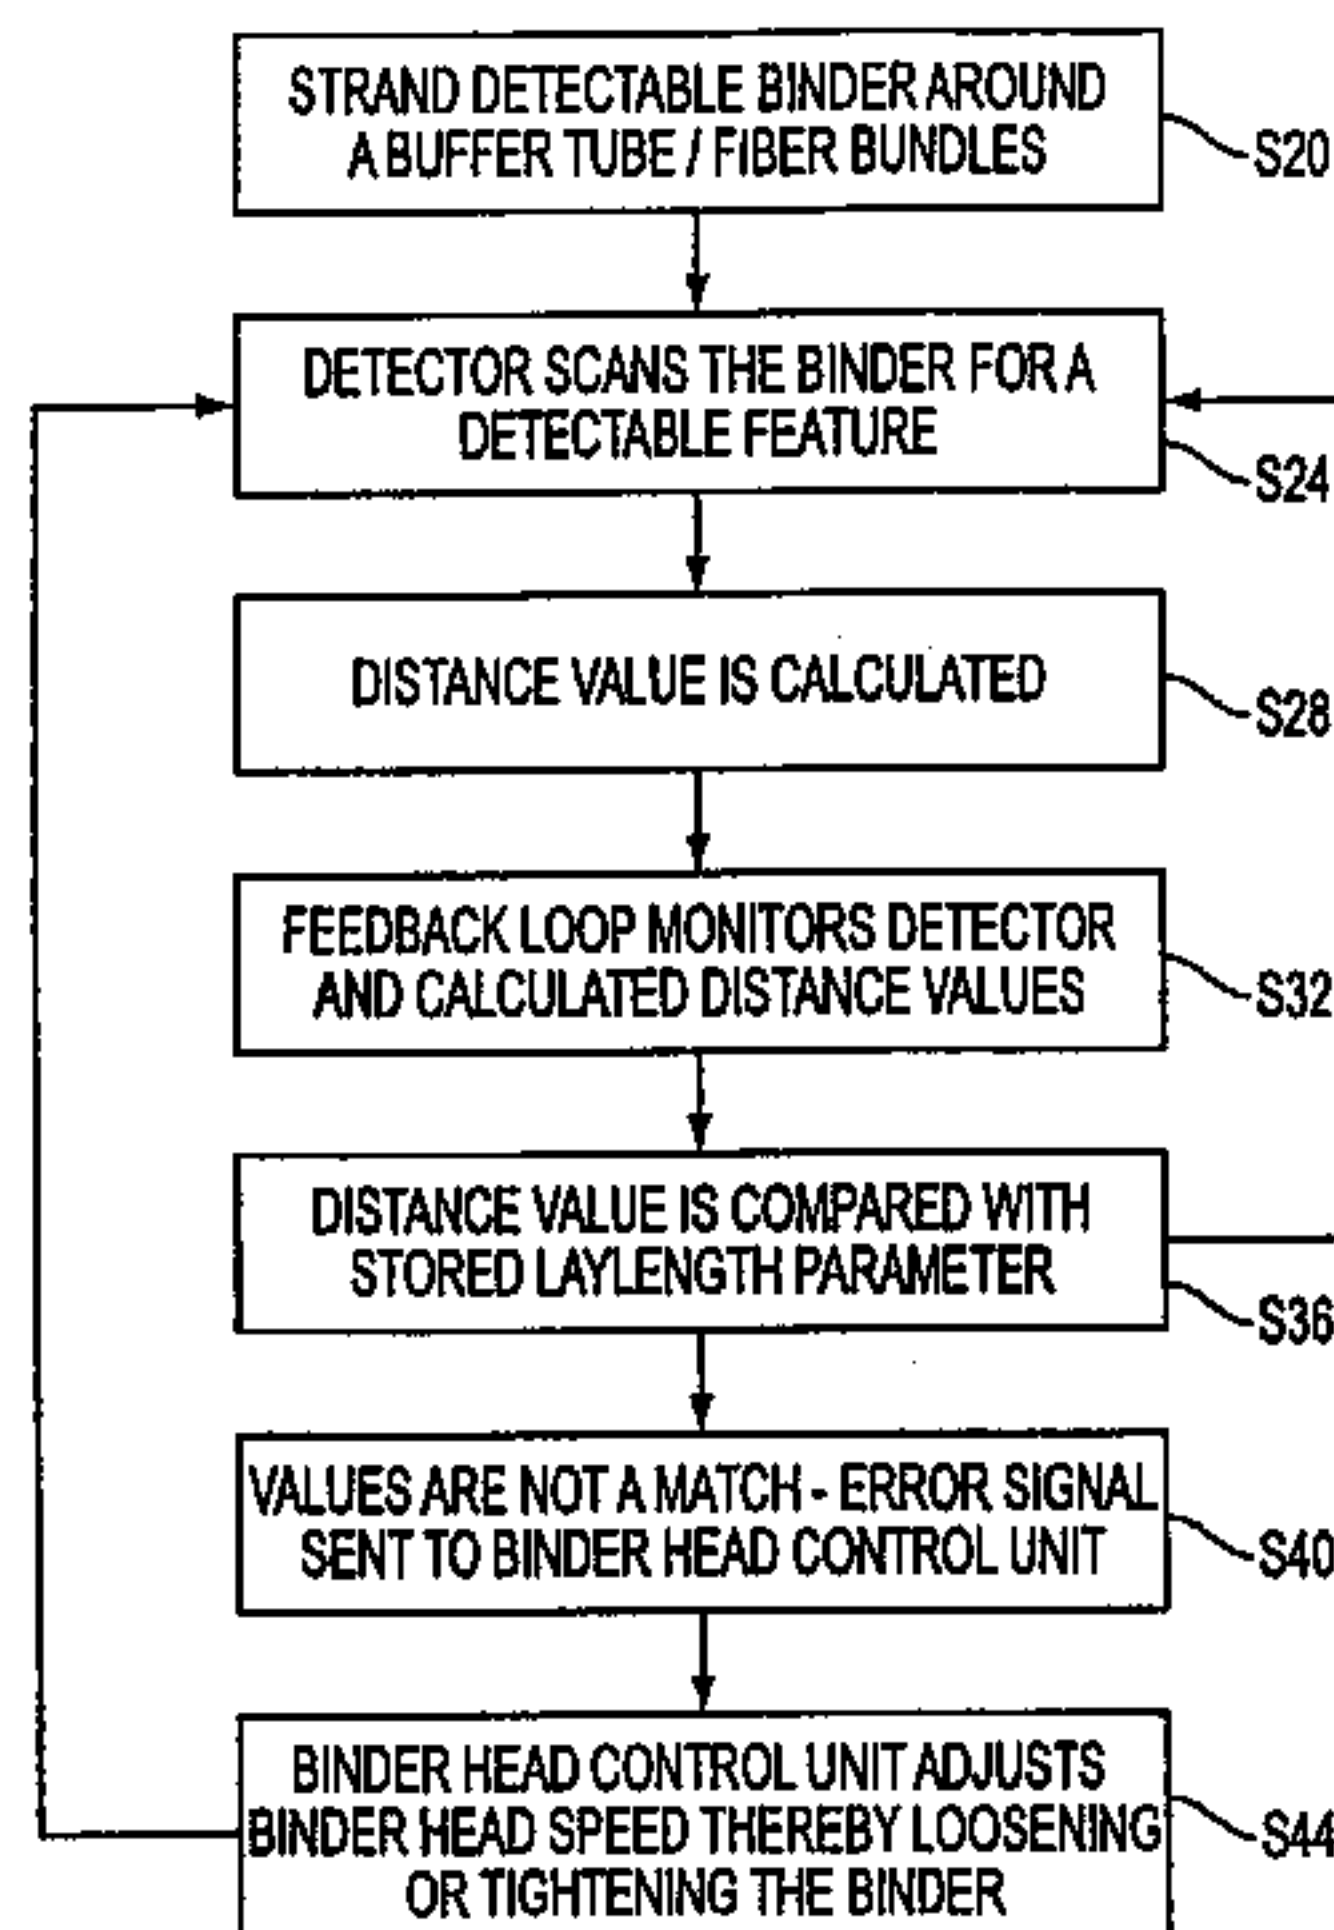 STRAND DETECTABLE BINDER AROUND
A BUFFER TUBE / FIBER BUNDLES
S20
DETECTOR SCANS THE BINDER FOR A
DETECTABLE FEATURE
S24
DISTANCE VALUE IS CALCULATED
S28
FEEDBACK LOOP MONITORS DETECTOR
AND CALCULATED DISTANCE VALUES
S32
DISTANCE VALUE IS COMPARED WITH
STORED LAYLENGTH PARAMETER
S36
VALUES ARE NOT A MATCH - ERROR SIGNAL
SENT TO BINDER HEAD CONTROL UNIT
S40
BINDER HEAD CONTROL UNIT ADJUSTS
BINDER HEAD SPEED THEREBY LOOSENING
OR TIGHTENING THE BINDER
S44